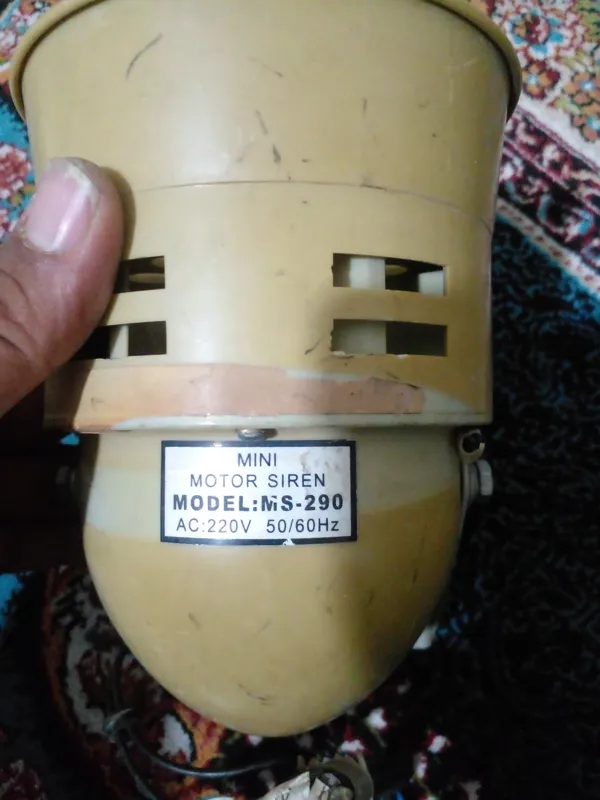 MINI
MOTOR SIREN
MODEL:MS-290
AC:220V 50/60Hz